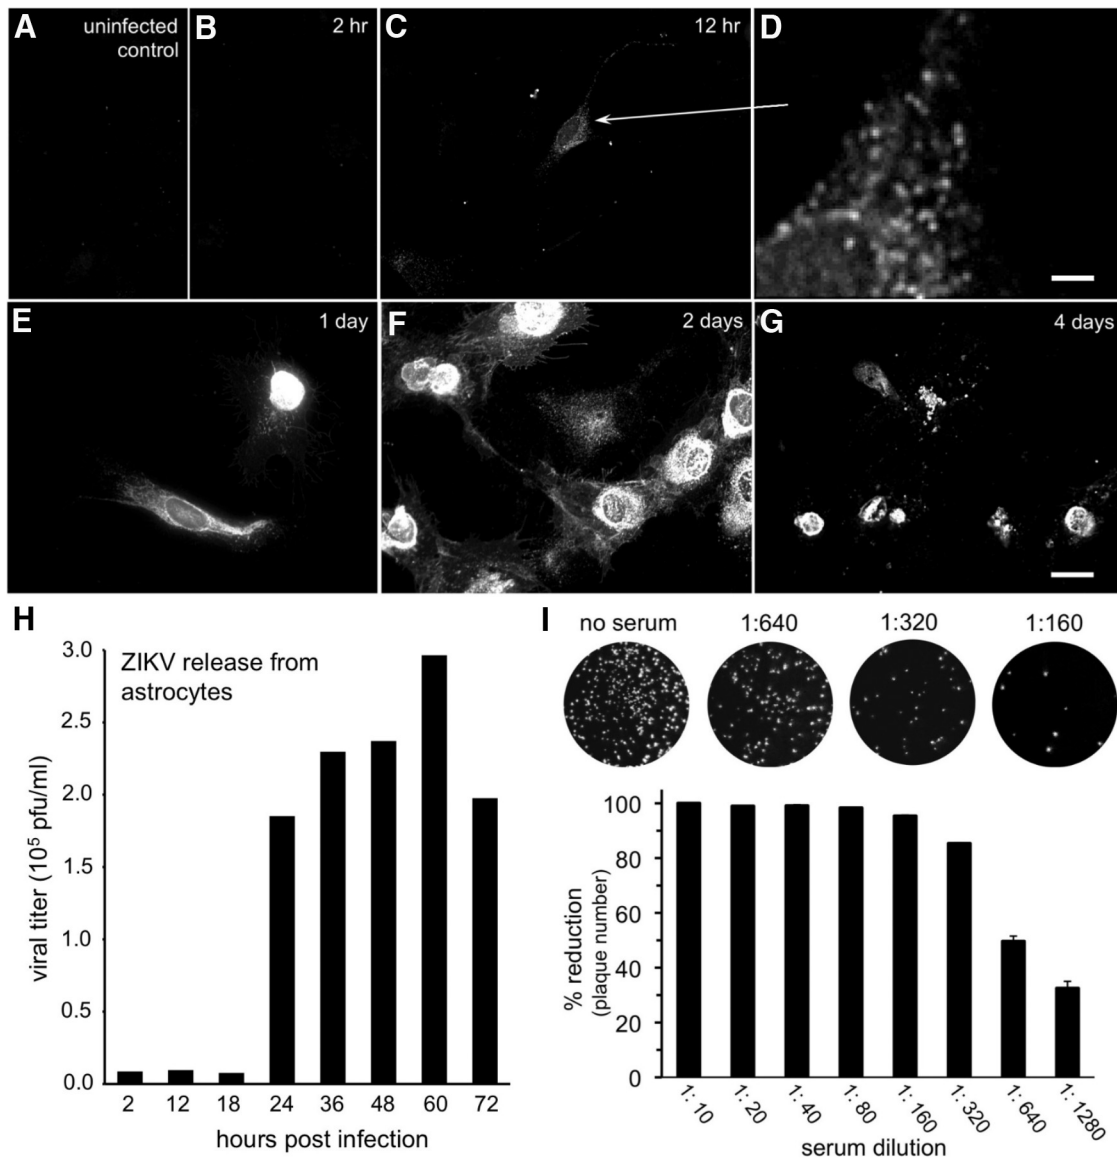 A
uninfected
control
B
2 hr
C
12 hr
D
E
1 day
F
2 days
G
4 days
H
ZIKV release from
astrocytes
viral titer (10⁵ pfu/ml)
3.0
2.5
2.0
1.5
1.0
0.5
0.0
2 12 18 24 36 48 60 72
hours post infection
I
no serum 1:640 1:320 1:160
% reduction
(plaque number)
100
80
60
40
20
0
1: 10 1: 20 1: 40 1: 80 1: 160 1: 320 1: 640 1: 1280
serum dilution